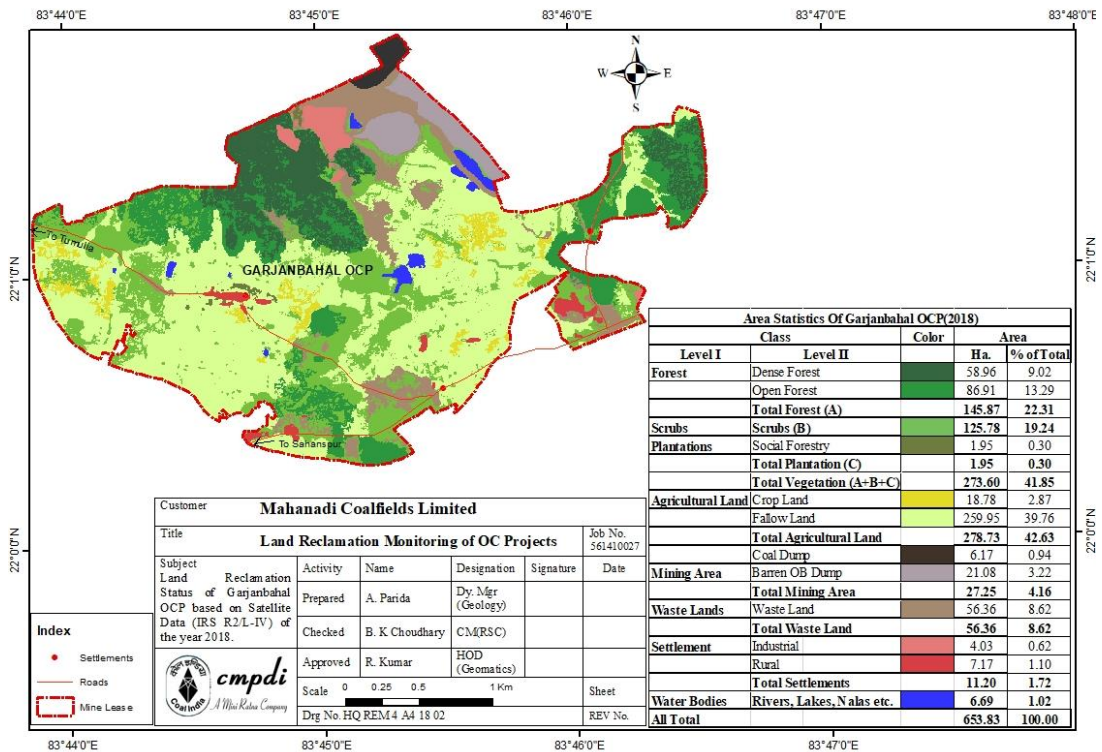 83°44'0"E 83°45'0"E 83°46'0"E 83°47'0"E 83°48'0"E
N
W E
S
22°1'0"N 22°1'0"N
To Tumulia
GARJANBAHAL OCP
To Sahanspur
22°0'0"N 22°0'0"N
Area Statistics Of Garjanbahal OCP(2018)
Class Color Area
Level I Level II Ha. % of Total
Forest Dense Forest 58.96 9.02
Open Forest 86.91 13.29
Total Forest (A) 145.87 22.31
Scrubs Scrubs (B) 125.78 19.24
Plantations Social Forestry 1.95 0.30
Total Plantation (C) 1.95 0.30
Total Vegetation (A+B+C) 273.60 41.85
Agricultural Land Crop Land 18.78 2.87
Fallow Land 259.95 39.76
Total Agricultural Land 278.73 42.63
Coal Dump 6.17 0.94
Mining Area Barren OB Dump 21.08 3.22
Total Mining Area 27.25 4.16
Waste Lands Waste Land 56.36 8.62
Total Waste Land 56.36 8.62
Settlement Industrial 4.03 0.62
Rural 7.17 1.10
Total Settlements 11.20 1.72
Water Bodies Rivers, Lakes, Nalas etc. 6.69 1.02
All Total 653.83 100.00
Customer Mahanadi Coalfields Limited
Title Land Reclamation Monitoring of OC Projects Job No. 561410027
Subject
Land Reclamation
Status of Garjanbahal
OCP based on Satellite
Data (IRS R2/L-IV) of
the year 2018.
Activity Name Designation Signature Date
Prepared A. Parida Dy. Mgr (Geology)
Checked B. K Choudhary CM(RSC)
Approved R. Kumar HOD (Geomatics)
Scale 0 0.25 0.5 1 Km Sheet
Drg No. HQ REM 4 A4 18 02 REV No.
Coal India
cmpdi
A Mini Ratna Company
Index
Settlements
Roads
Mine Lease
83°44'0"E 83°45'0"E 83°46'0"E 83°47'0"E